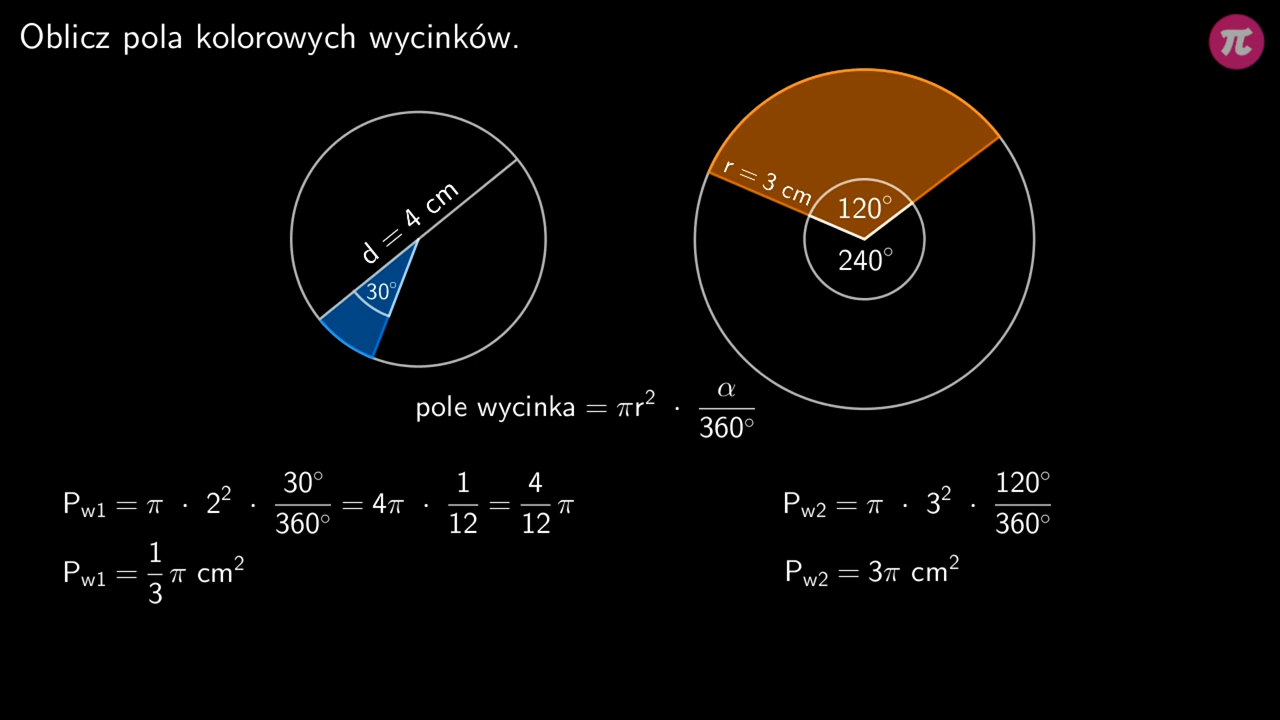 Oblicz pola kolorowych wycinków.
π
d = 4 cm
30°
r = 3 cm
120°
240°
pole wycinka = πr² · α/360°
P_w1 = π · 2² · 30°/360° = 4π · 1/12 = 4/12 π
P_w1 = 1/3 π cm²
P_w2 = π · 3² · 120°/360°
P_w2 = 3π cm²